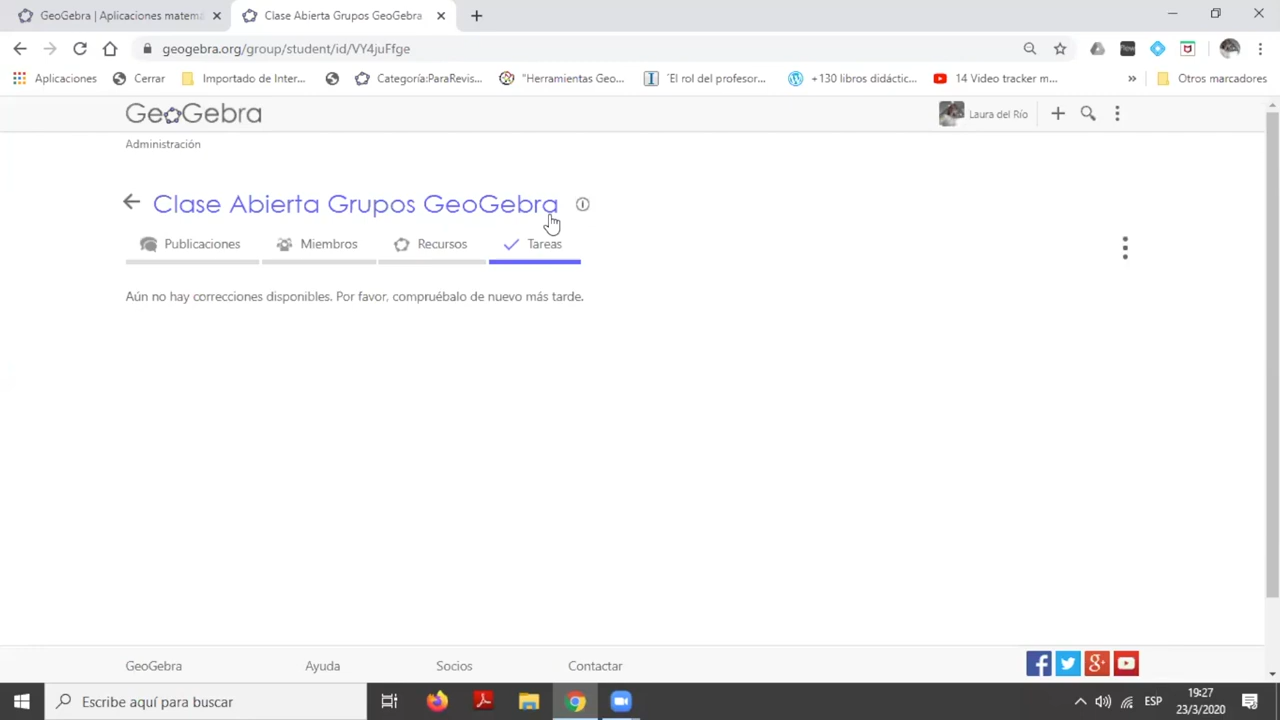 GeoGebra | Aplicaciones matemá
Clase Abierta Grupos GeoGebra
geogebra.org/group/student/id/VY4juFfge
Aplicaciones
Cerrar
Importado de Inter...
Categoría:ParaRevis...
"Herramientas Geo...
´El rol del profesor...
+130 libros didáctic...
14 Video tracker m...
»
Otros marcadores
GeoGebra
Laura del Río
Administración
Clase Abierta Grupos GeoGebra
Publicaciones
Miembros
Recursos
Tareas
Aún no hay correcciones disponibles. Por favor, compruébalo de nuevo más tarde.
GeoGebra
Ayuda
Socios
Contactar
Escribe aquí para buscar
ESP
19:27
23/3/2020